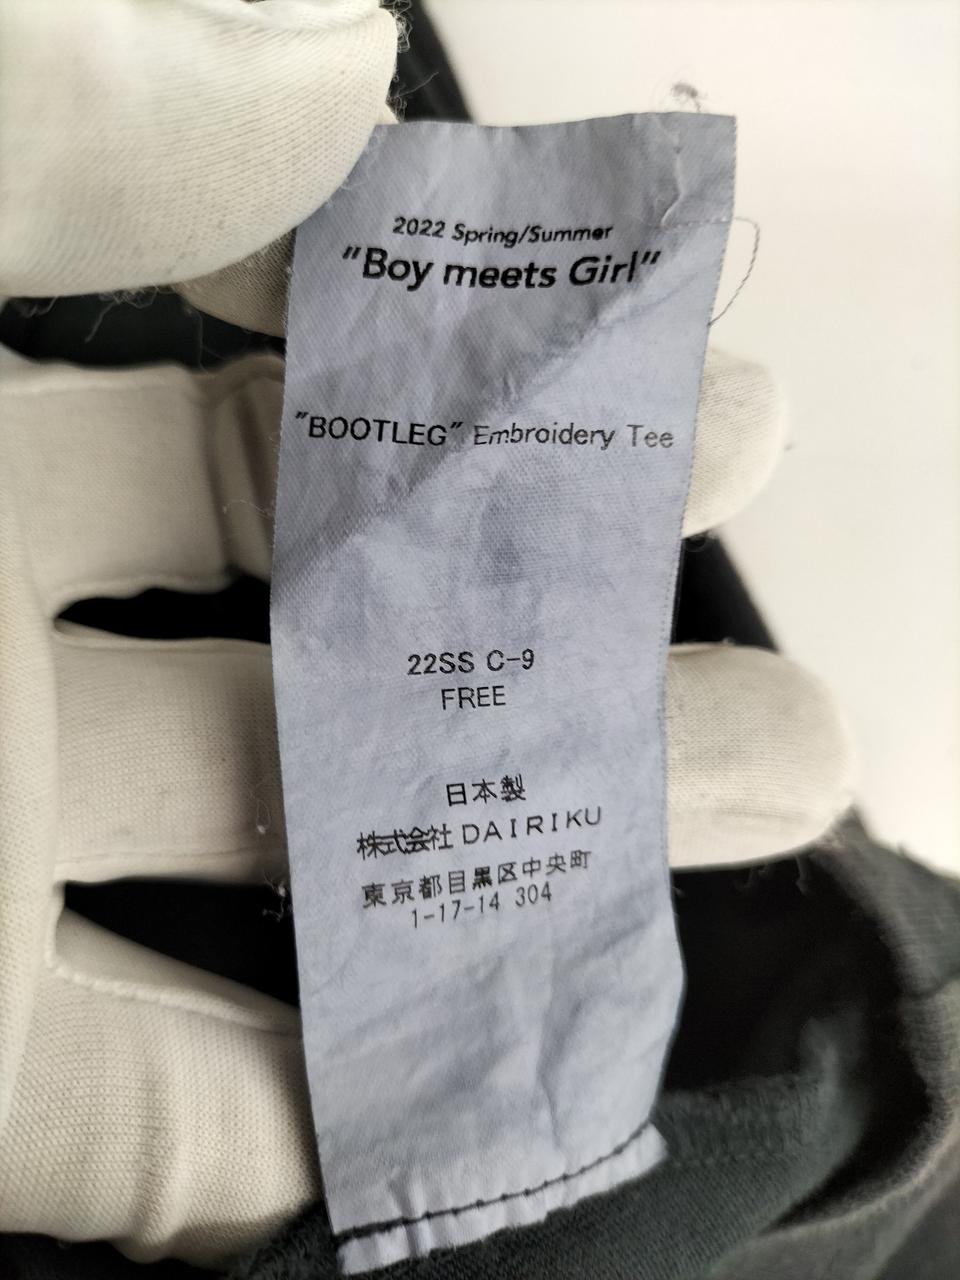 2022 Spring/Summer
"Boy meets Girl"
"BOOTLEG" Embroidery Tee
22SS C-9
FREE
日本製
株式会社 DAIRIKU
東京都目黒区中央町
1-17-14 304